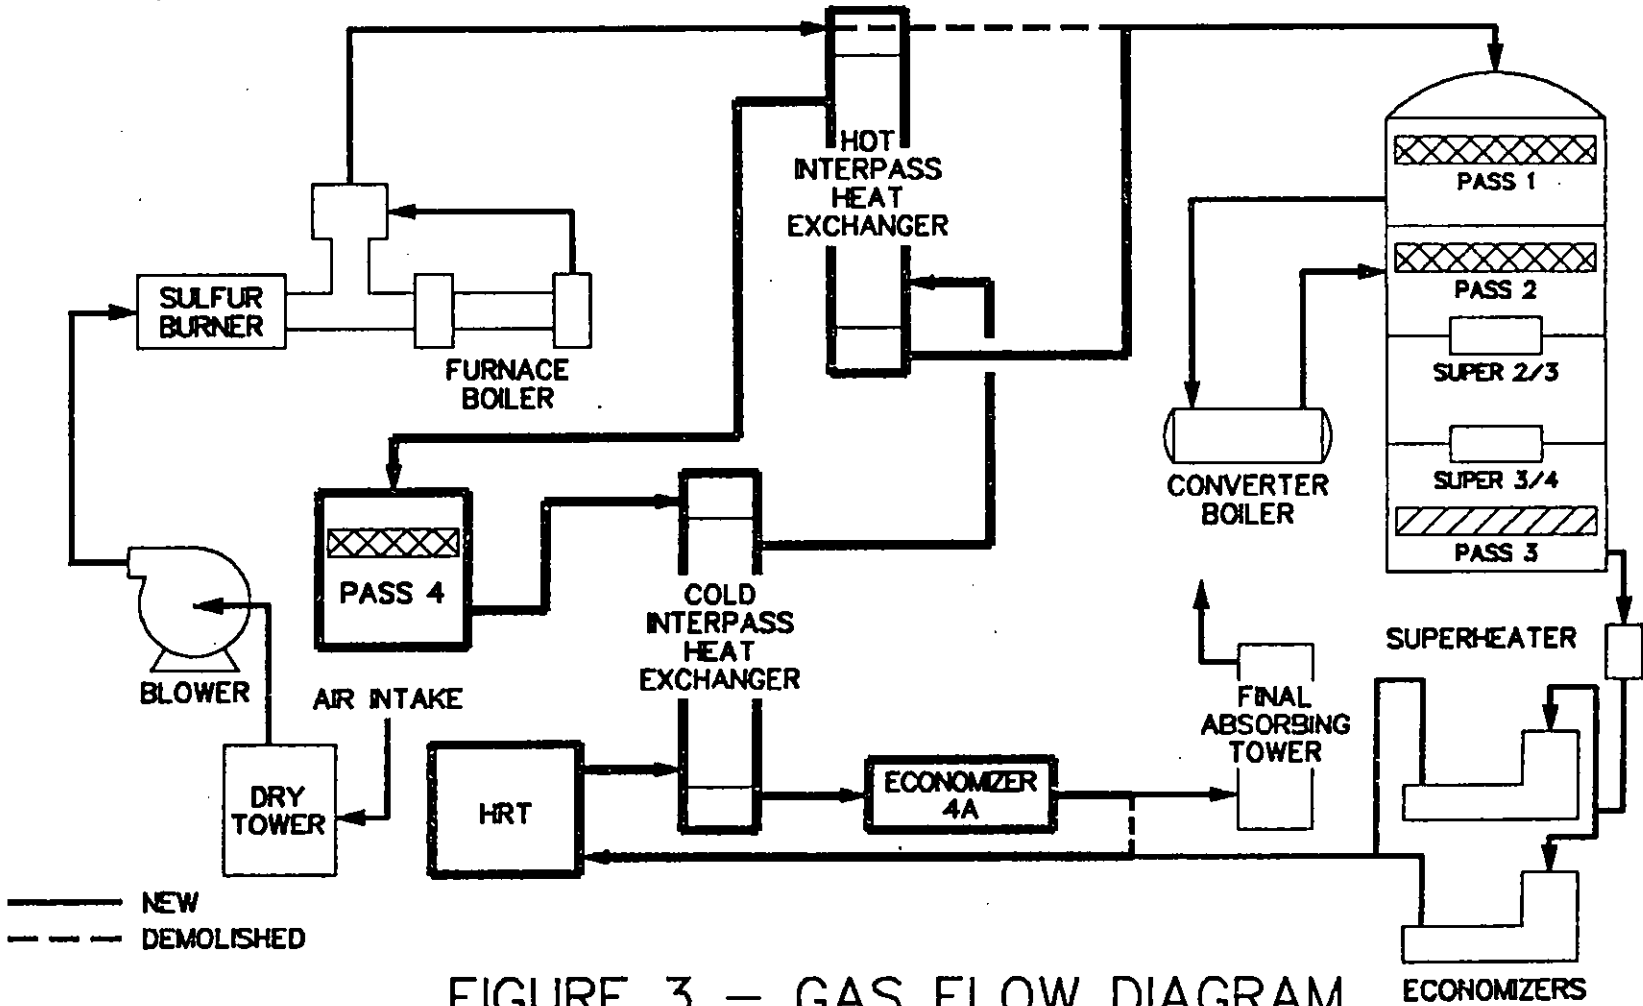 HOT
INTERPASS
HEAT
EXCHANGER
PASS 1
PASS 2
SUPER 2/3
SUPER 3/4
PASS 3
SULFUR
BURNER
FURNACE
BOILER
CONVERTER
BOILER
PASS 4
COLD
INTERPASS
HEAT
EXCHANGER
BLOWER
AIR INTAKE
SUPERHEATER
FINAL
ABSORBING
TOWER
DRY
TOWER
HRT
ECONOMIZER
4A
NEW
DEMOLISHED
ECONOMIZERS
FIGURE 3 – GAS FLOW DIAGRAM